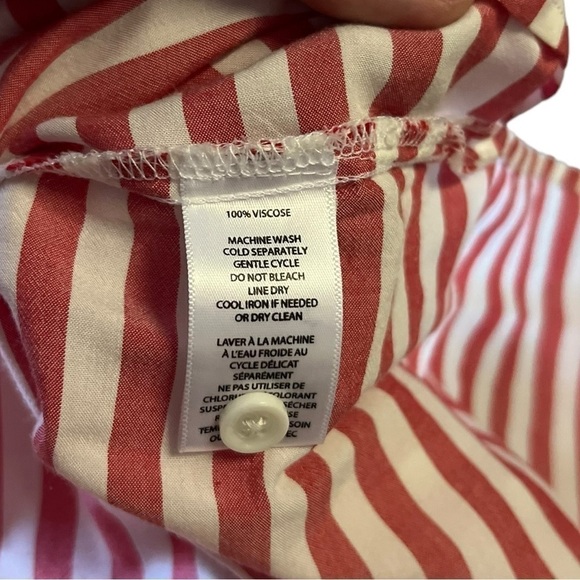 100% VISCOSE
MACHINE WASH
COLD SEPARATELY
GENTLE CYCLE
DO NOT BLEACH
LINE DRY
COOL IRON IF NEEDED
OR DRY CLEAN
LAVER À LA MACHINE
À L'EAU FROIDE AU
CYCLE DÉLICAT
SÉPARÉMENT
NE PAS UTILISER DE